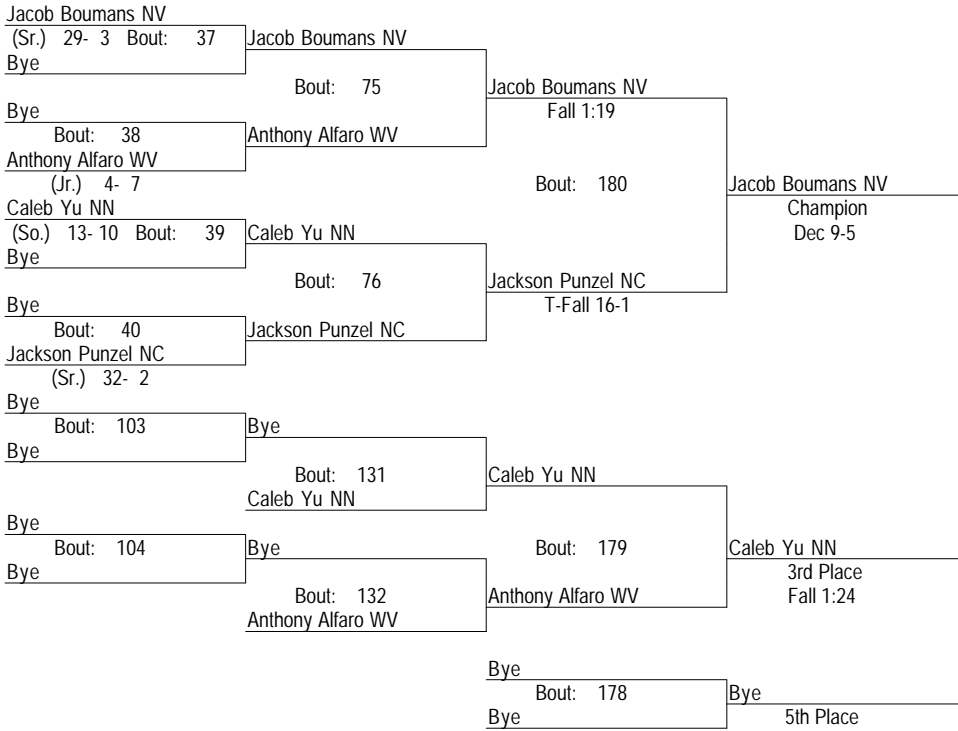 Jacob Boumans NV
(Sr.) 29- 3 Bout: 37 Jacob Boumans NV
Bye
Bout: 75 Jacob Boumans NV
Bye Fall 1:19
Bout: 38 Anthony Alfaro WV
Anthony Alfaro WV
(Jr.) 4- 7 Bout: 180 Jacob Boumans NV
Caleb Yu NN Champion
(So.) 13- 10 Bout: 39 Caleb Yu NN Dec 9-5
Bye
Bout: 76 Jackson Punzel NC
Bye T-Fall 16-1
Bout: 40 Jackson Punzel NC
Jackson Punzel NC
(Sr.) 32- 2
Bye
Bout: 103 Bye
Bye
Bout: 131 Caleb Yu NN
Caleb Yu NN
Bye
Bout: 104 Bye Bout: 179 Caleb Yu NN
Bye 3rd Place
Bout: 132 Anthony Alfaro WV Fall 1:24
Anthony Alfaro WV
Bye
Bout: 178 Bye
Bye 5th Place